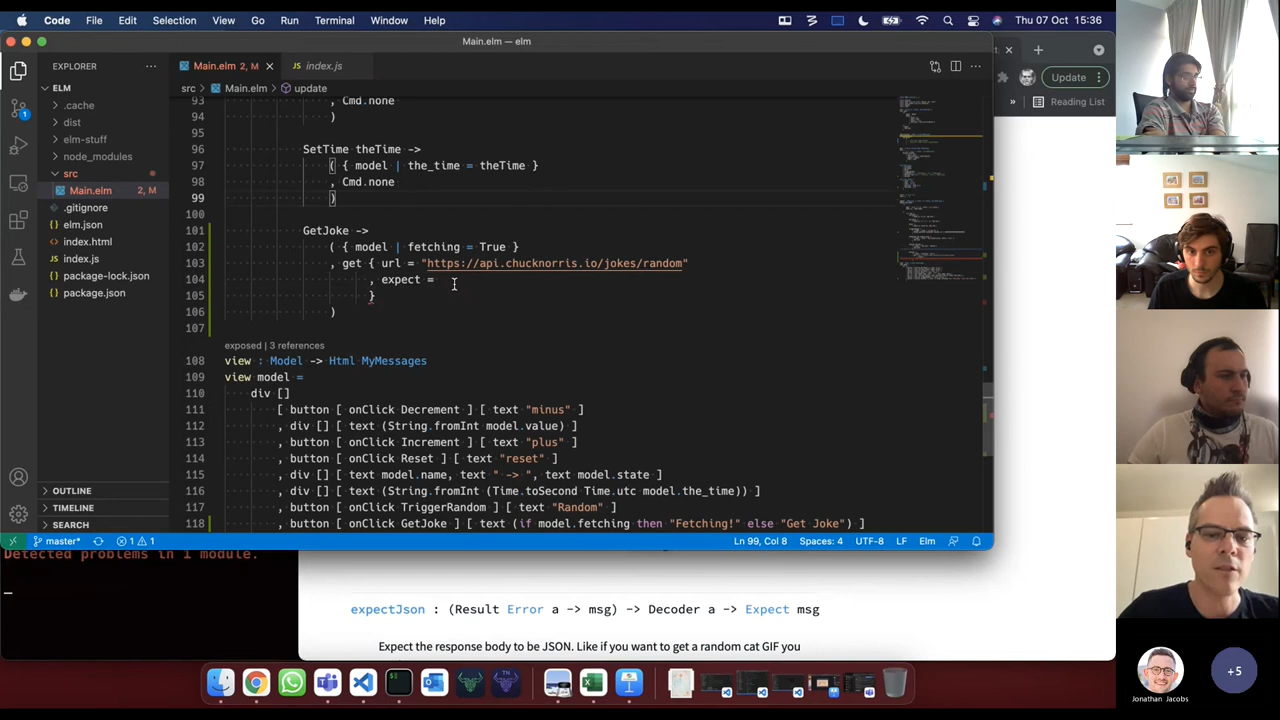 Code File Edit Selection View Go Run Terminal Window Help
Thu 07 Oct 15:36
Main.elm — elm
EXPLORER
Main.elm 2, M
JS index.js
src > Main.elm > update
ELM
.cache
dist
elm-stuff
node_modules
src
Main.elm 2, M
.gitignore
elm.json
index.html
index.js
package-lock.json
package.json
OUTLINE
TIMELINE
SEARCH
93 , Cmd.none
94 )
95
96 SetTime theTime ->
97 ( { model | the_time = theTime }
98 , Cmd.none
99 )
100
101 GetJoke ->
102 ( { model | fetching = True }
103 , get { url = "https://api.chucknorris.io/jokes/random"
104 , expect =
105 }
106 )
107
exposed | 3 references
108 view : Model -> Html MyMessages
109 view model =
110 div []
111 [ button [ onClick Decrement ] [ text "minus" ]
112 , div [] [ text (String.fromInt model.value) ]
113 , button [ onClick Increment ] [ text "plus" ]
114 , button [ onClick Reset ] [ text "reset" ]
115 , div [] [ text model.name, text " -> ", text model.state ]
116 , div [] [ text (String.fromInt (Time.toSecond Time.utc model.the_time)) ]
117 , button [ onClick TriggerRandom ] [ text "Random" ]
118 , button [ onClick GetJoke ] [ text (if model.fetching then "Fetching!" else "Get Joke") ]
master* 1 1
Ln 99, Col 8 Spaces: 4 UTF-8 LF Elm
Update
» Reading List
Detected problems in 1 module.
expectJson : (Result Error a -> msg) -> Decoder a -> Expect msg
Expect the response body to be JSON. Like if you want to get a random cat GIF you
Jonathan Jacobs
+5